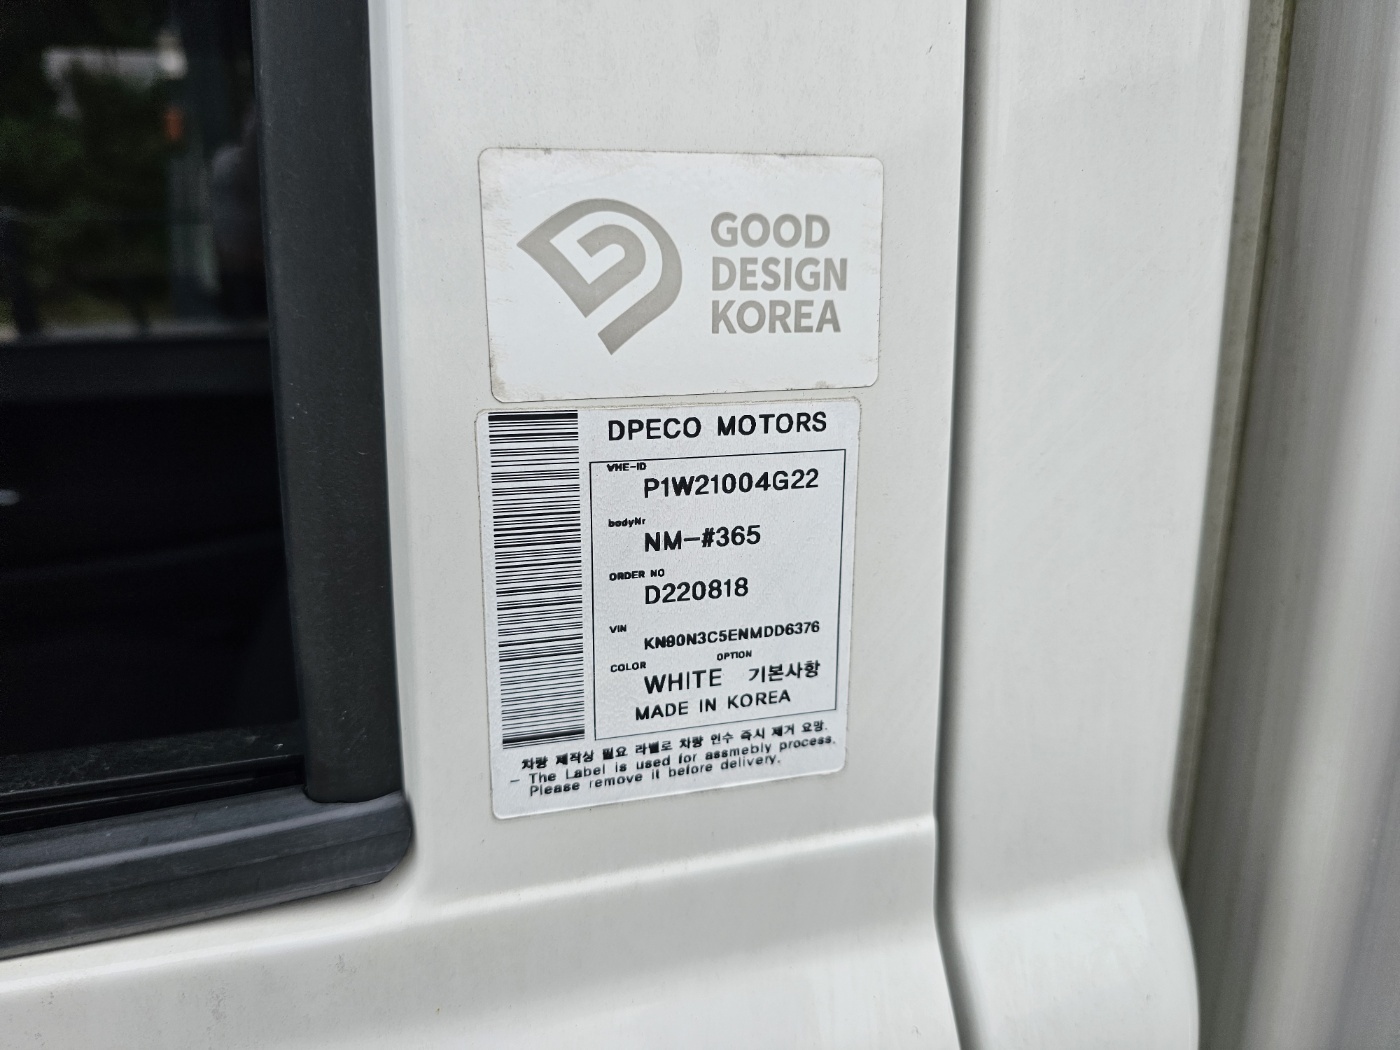 GOOD
DESIGN
KOREA
DPECO MOTORS
VHE-ID
P1W21004G22
bodyNr
NM-#365
ORDER NO
D220818
VIN
KN90N3C5ENMDD6376
COLOR OPTION
WHITE 기본사항
MADE IN KOREA
차량 제작상 필요 라벨로 차량 인수 즉시 제거 요망.
- The Label is used for assmebly process.
Please remove it before delivery.